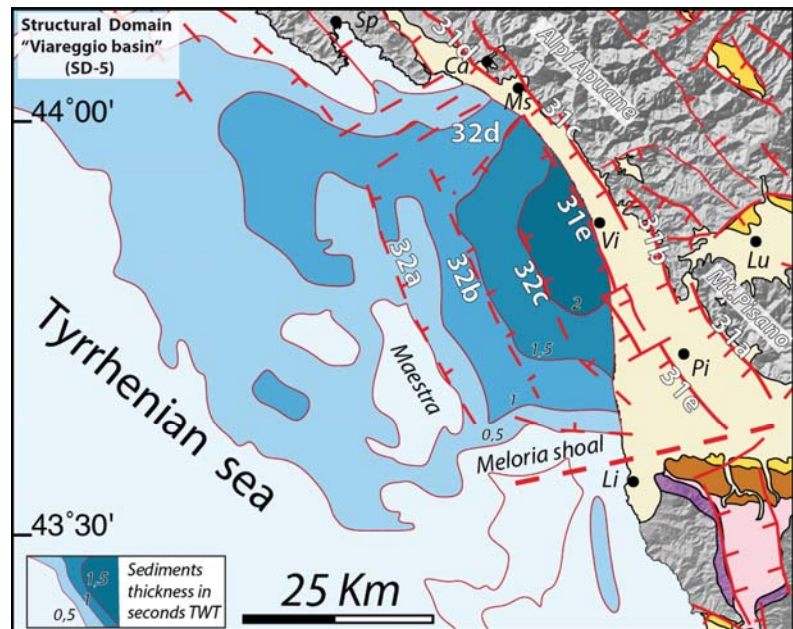 Structural Domain
"Viareggio basin"
(SD-5)
Sp
31d
Alpi Apuane
Ca
Ms
31c
44°00'
32d
31e
Vi
31b
Lu
32a
32b
32c
Mt.Pisano
2
31a
Tyrrhenian sea
Maestra
1,5
Pi
31e
1
0,5
Meloria shoal
Li
43°30'
1,5
1
0,5
Sediments
thickness in
seconds TWT
25 Km